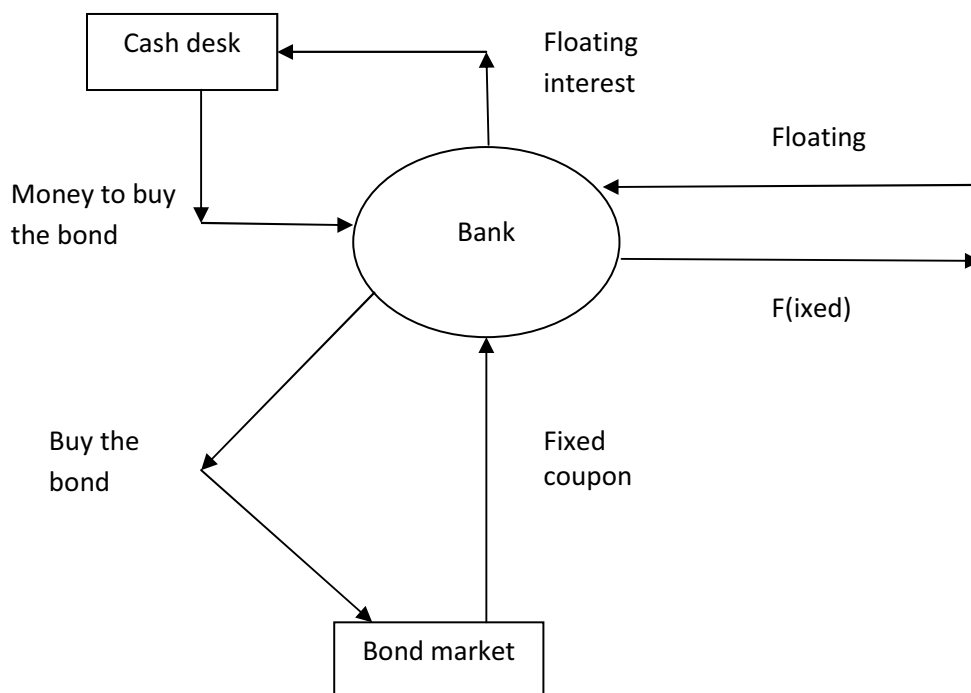 Cash desk
Floating
interest
Floating
Money to buy
the bond
Bank
F(ixed)
Buy the
bond
Fixed
coupon
Bond market